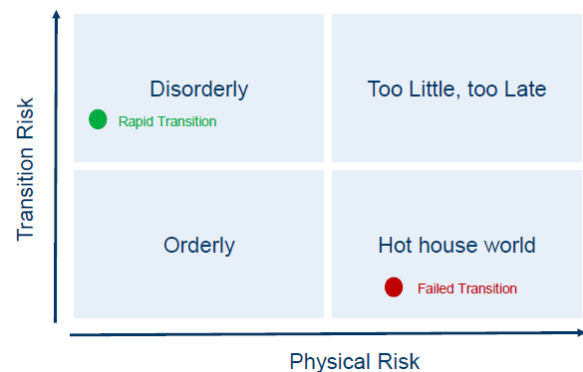 Transition Risk
Disorderly
Rapid Transition
Too Little, too Late
Orderly
Hot house world
Failed Transition
Physical Risk